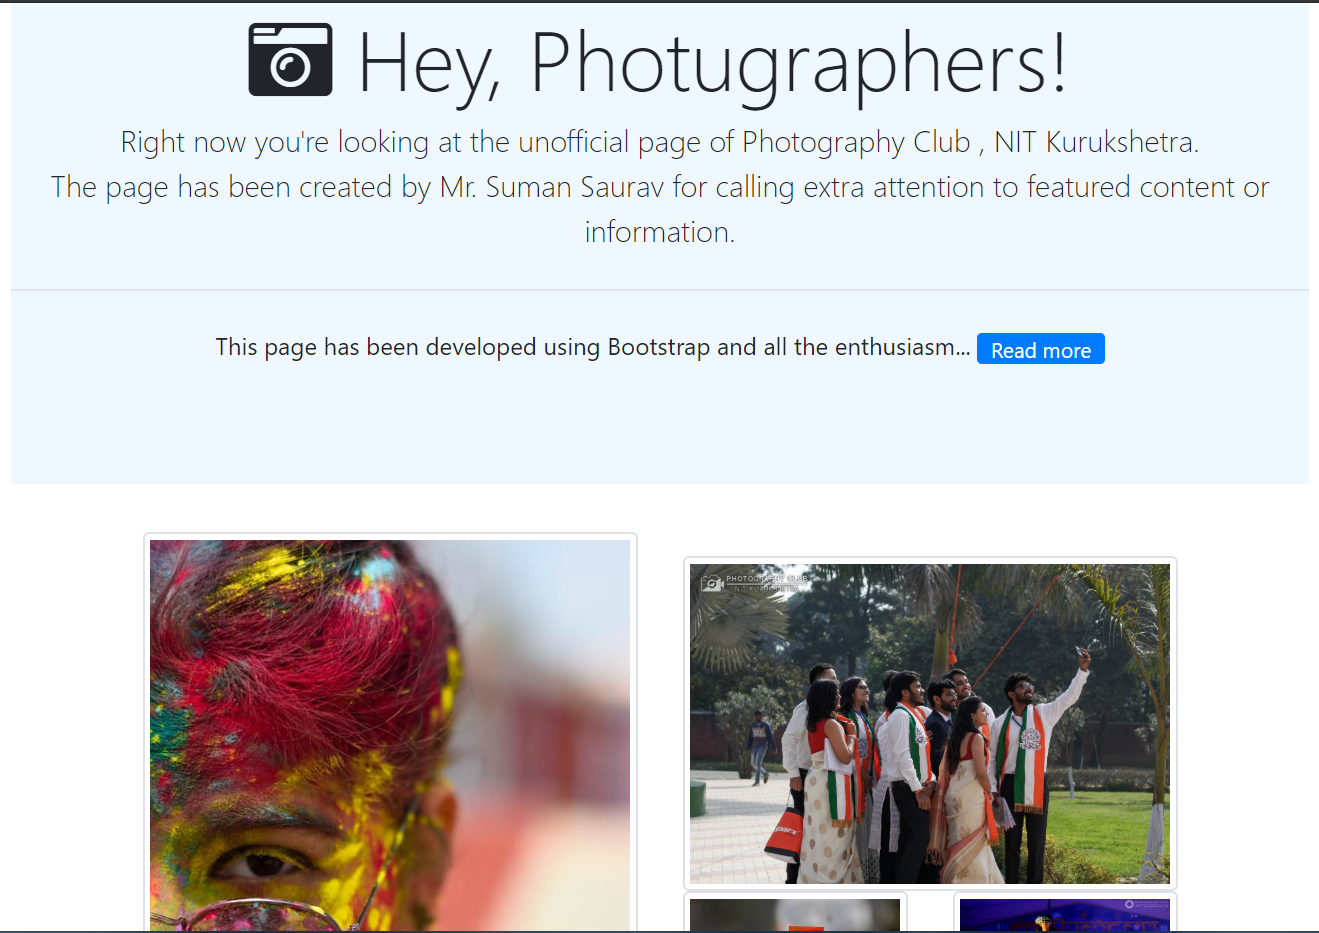 Hey, Photugraphers!
Right now you're looking at the unofficial page of Photography Club , NIT Kurukshetra.
The page has been created by Mr. Suman Saurav for calling extra attention to featured content or
information.
This page has been developed using Bootstrap and all the enthusiasm... Read more
PHOTOGRAPHY CLUB
N.I.T. KURUKSHETRA